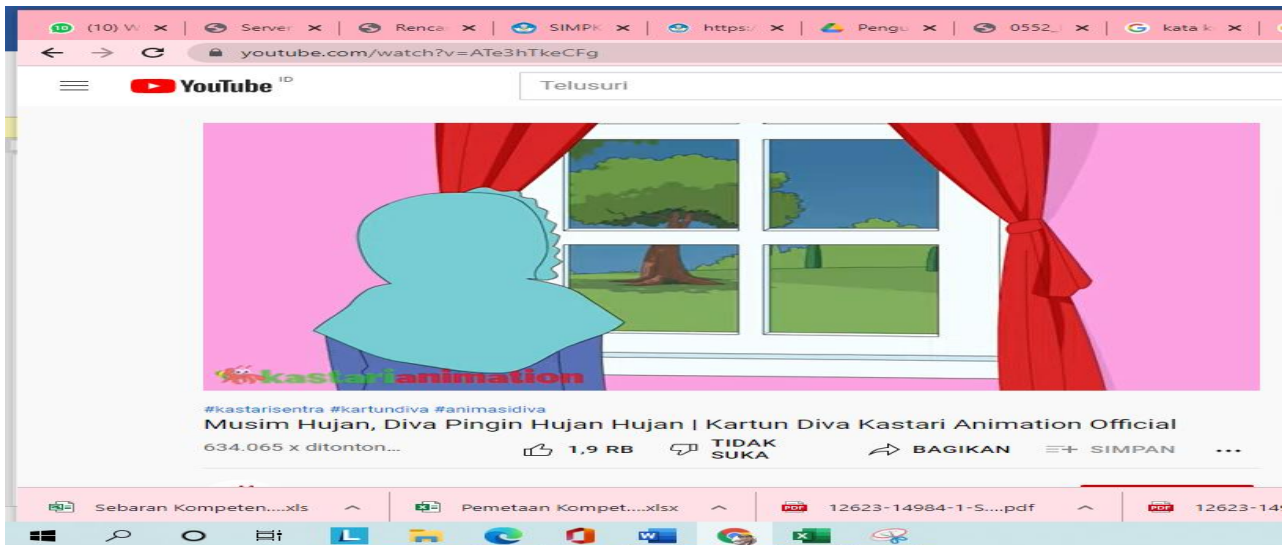 (10) W
Server
Renca
SIMPK
https:/
Pengu
0552_
kata k
youtube.com/watch?v=ATe3hTkeCFg
YouTube ID
Telusuri
kastarianimation
#kastarisentra #kartundiva #animasidiva
Musim Hujan, Diva Pingin Hujan Hujan | Kartun Diva Kastari Animation Official
634.065 x ditonton...
1,9 RB
TIDAK
SUKA
BAGIKAN
SIMPAN
Sebaran Kompeten....xls
Pemetaan Kompet....xlsx
12623-14984-1-S....pdf
12623-149